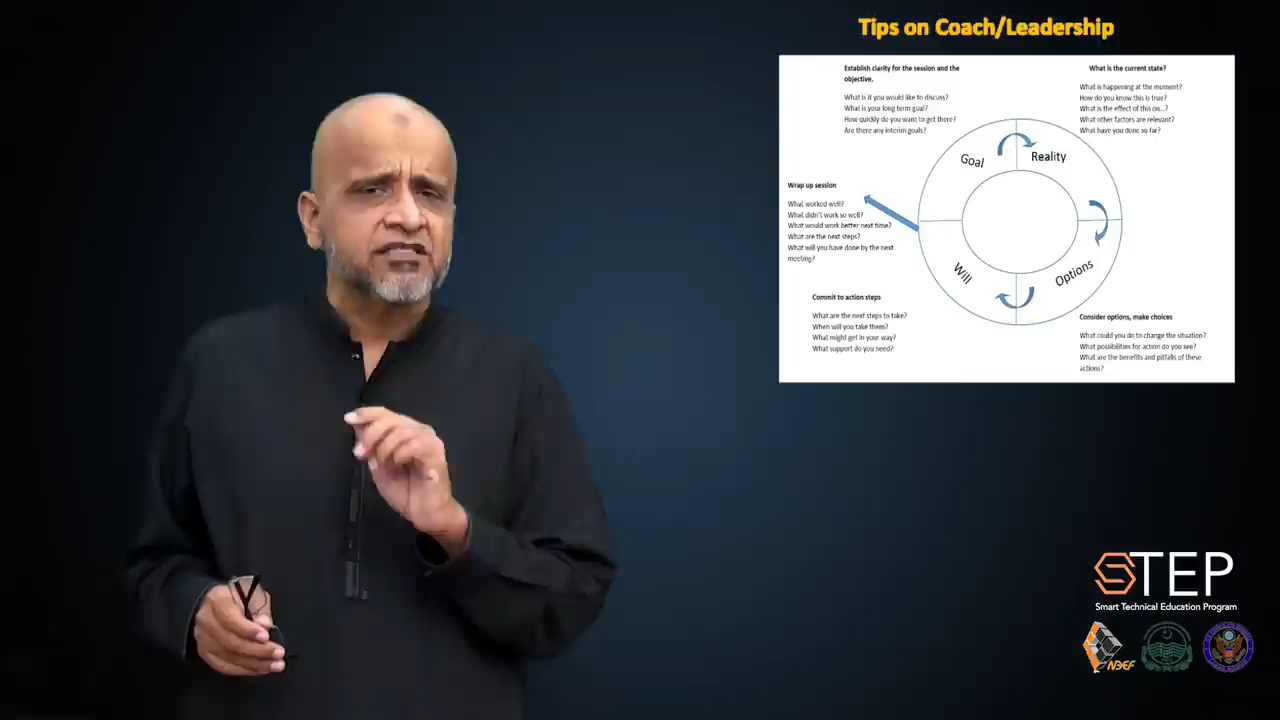 Tips on Coach/Leadership
Establish clarity for the session and the
objective.
What is it you would like to discuss?
What is your long term goal?
How quickly do you want to get there?
Are there any interim goals?
What is the current state?
What is happening at the moment?
How do you know this is true?
What is the effect of this on...?
What other factors are relevant?
What have you done so far?
Goal
Reality
Wrap up session
What worked well?
What didn't work so well?
What would work better next time?
What are the next steps?
What will you have done by the next
meeting?
Will
Options
Commit to action steps
What are the next steps to take?
When will you take them?
What might get in your way?
What support do you need?
Consider options, make choices
What could you do to change the situation?
What possibilities for action do you see?
What are the benefits and pitfalls of these
actions?
STEP
Smart Technical Education Program
NBEF